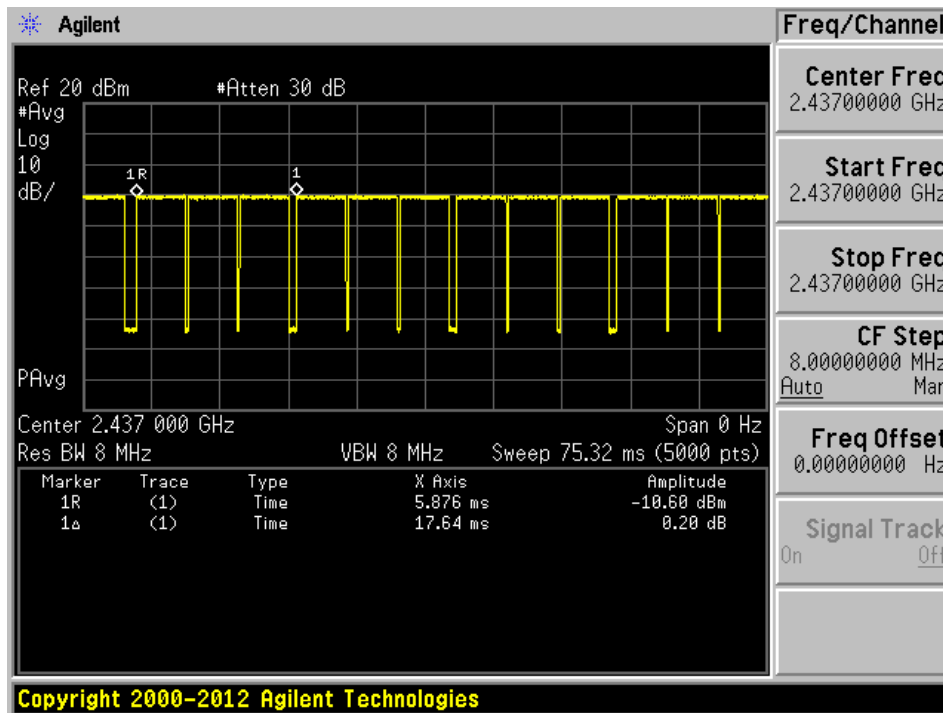 Agilent
Freq/Channel
Ref 20 dBm #Atten 30 dB
#Avg
Log
10
dB/
1R 1
PAvg
Center 2.437 000 GHz Span 0 Hz
Res BW 8 MHz VBW 8 MHz Sweep 75.32 ms (5000 pts)
Marker Trace Type X Axis Amplitude
1R (1) Time 5.876 ms -10.60 dBm
1Δ (1) Time 17.64 ms 0.20 dB
Center Freq
2.43700000 GHz
Start Freq
2.43700000 GHz
Stop Freq
2.43700000 GHz
CF Step
8.00000000 MHz
Auto Man
Freq Offset
0.00000000 Hz
Signal Track
On Off
Copyright 2000-2012 Agilent Technologies